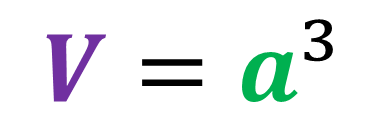 V = a³